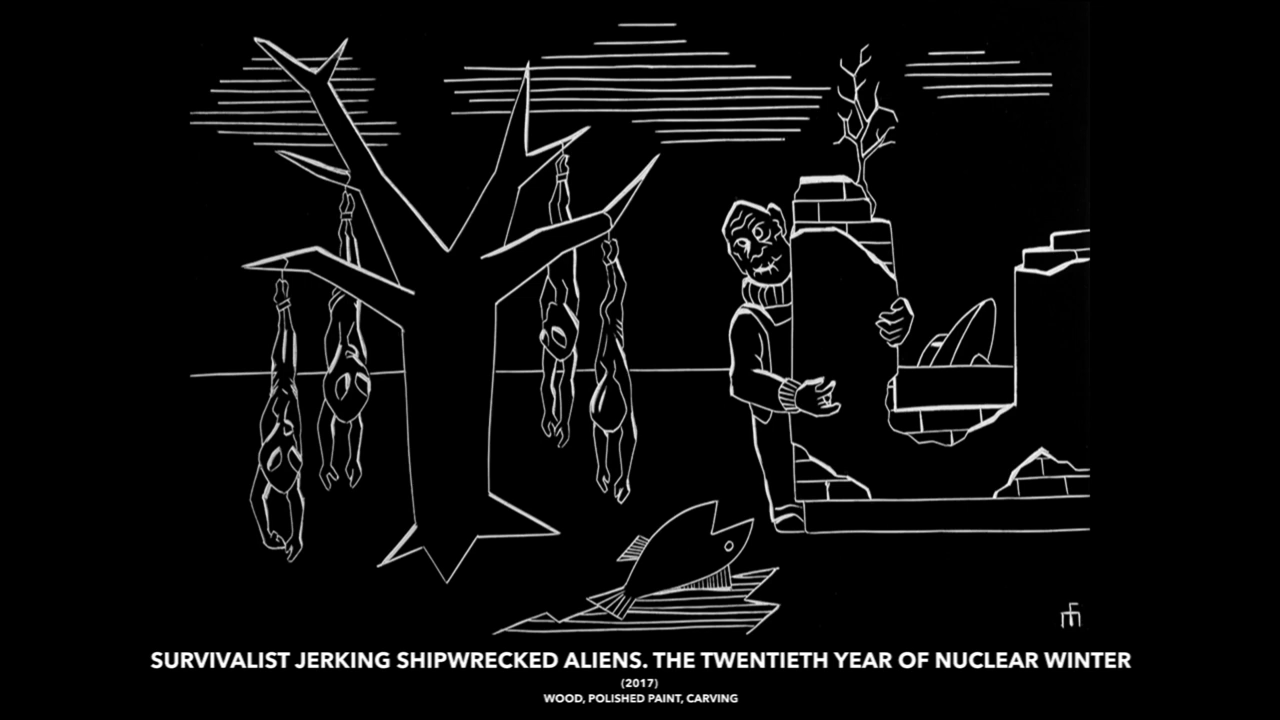 SURVIVALIST JERKING SHIPWRECKED ALIENS. THE TWENTIETH YEAR OF NUCLEAR WINTER
(2017)
WOOD, POLISHED PAINT, CARVING